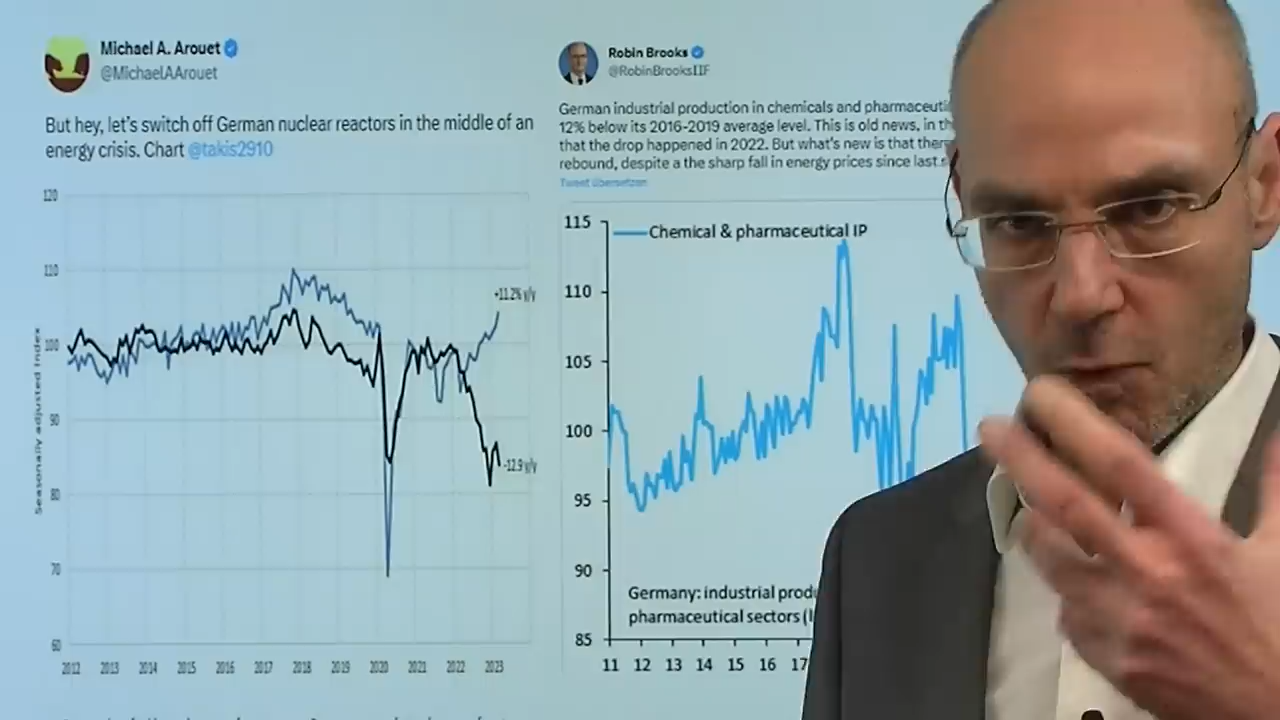 Michael A. Arouet
@MichaelAArouet
But hey, let's switch off German nuclear reactors in the middle of an
energy crisis. Chart @takis2910
120
110
100
90
80
70
60
Seasonally adjusted Index
+11.2% y/y
-12.9 y/y
2012 2013 2014 2015 2016 2017 2018 2019 2020 2021 2022 2023
Robin Brooks
@RobinBrooksIIF
German industrial production in chemicals and pharmaceuti
12% below its 2016-2019 average level. This is old news, in th
that the drop happened in 2022. But what's new is that ther
rebound, despite a the sharp fall in energy prices since last s
Tweet übersetzen
115
110
105
100
95
90
85
Chemical & pharmaceutical IP
Germany: industrial produ
pharmaceutical sectors (
11 12 13 14 15 16 17